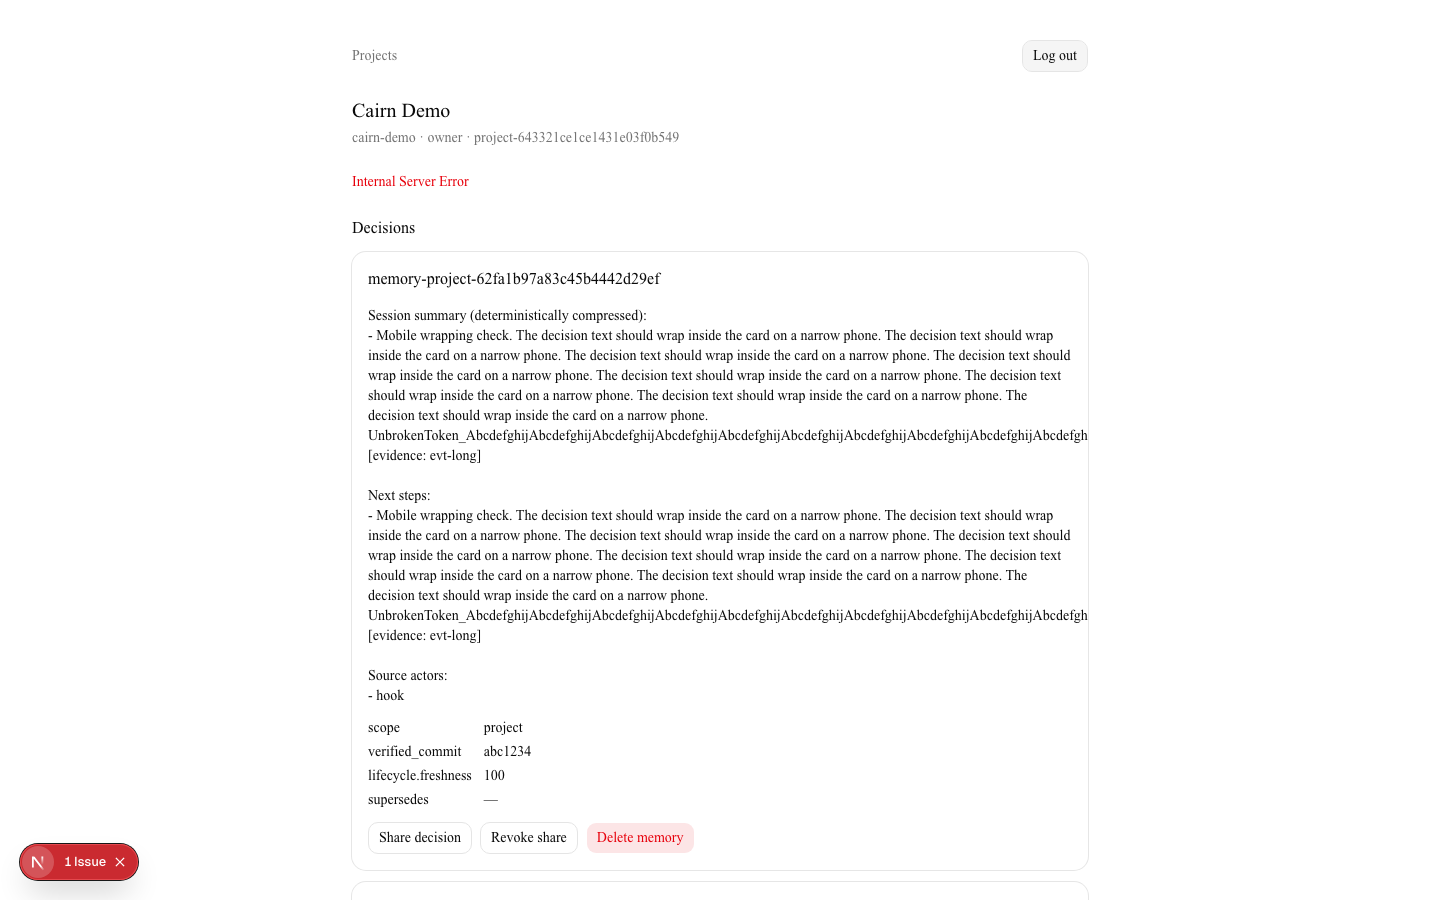 Projects
Log out
Cairn Demo
cairn-demo · owner · project-643321ce1ce1431e03f0b549
Internal Server Error
Decisions
memory-project-62fa1b97a83c45b4442d29ef
Session summary (deterministically compressed):
- Mobile wrapping check. The decision text should wrap inside the card on a narrow phone. The decision text should wrap
inside the card on a narrow phone. The decision text should wrap inside the card on a narrow phone. The decision text should
wrap inside the card on a narrow phone. The decision text should wrap inside the card on a narrow phone. The decision text
should wrap inside the card on a narrow phone. The decision text should wrap inside the card on a narrow phone. The
decision text should wrap inside the card on a narrow phone.
UnbrokenToken_AbcdefghijAbcdefghijAbcdefghijAbcdefghijAbcdefghijAbcdefghijAbcdefghijAbcdefghijAbcdefghijAbcdefgh
[evidence: evt-long]
Next steps:
- Mobile wrapping check. The decision text should wrap inside the card on a narrow phone. The decision text should wrap
inside the card on a narrow phone. The decision text should wrap inside the card on a narrow phone. The decision text should
wrap inside the card on a narrow phone. The decision text should wrap inside the card on a narrow phone. The decision text
should wrap inside the card on a narrow phone. The decision text should wrap inside the card on a narrow phone. The
decision text should wrap inside the card on a narrow phone.
UnbrokenToken_AbcdefghijAbcdefghijAbcdefghijAbcdefghijAbcdefghijAbcdefghijAbcdefghijAbcdefghijAbcdefghijAbcdefgh
[evidence: evt-long]
Source actors:
- hook
scope project
verified_commit abc1234
lifecycle.freshness 100
supersedes —
Share decision Revoke share Delete memory
N 1 Issue